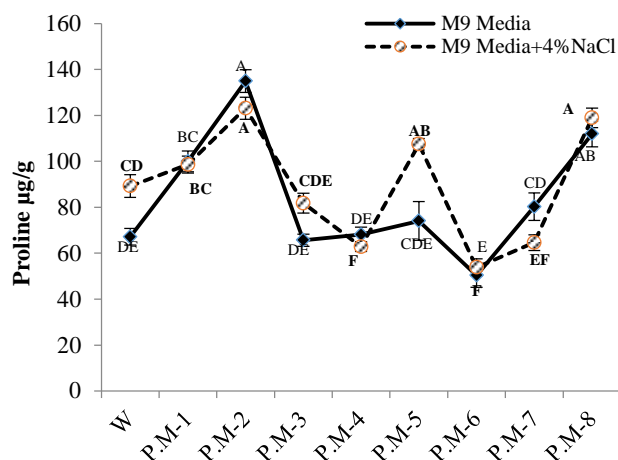 160
140
120
100
80
60
40
20
0
Proline µg/g
M9 Media
M9 Media+4%NaCl
A
A
BC
BC
CD
DE
CDE
DE
DE
F
AB
CDE
E
F
CD
EF
A
AB
W
P.M-1
P.M-2
P.M-3
P.M-4
P.M-5
P.M-6
P.M-7
P.M-8